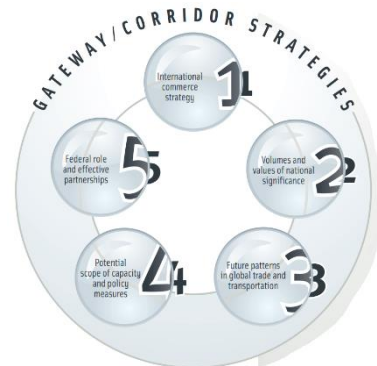 GATEWAY/CORRIDOR STRATEGIES
International
commerce
strategy
1
Volumes and
values of national
significance
2
Future patterns
in global trade and
transportation
3
Potential
scope of capacity
and policy
measures
4
Federal role
and effective
partnerships
5